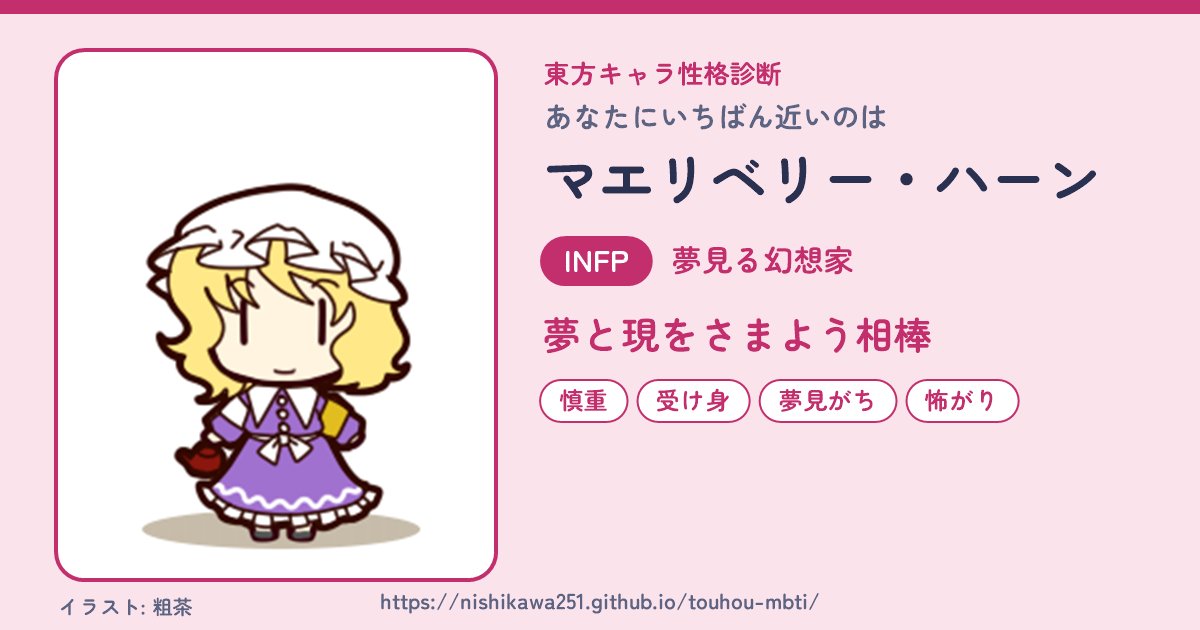 東方キャラ性格診断
あなたにいちばん近いのは
マエリベリー・ハーン
INFP 夢見る幻想家
夢と現をさまよう相棒
慎重 受け身 夢見がち 怖がり
イラスト: 粗茶
https://nishikawa251.github.io/touhou-mbti/